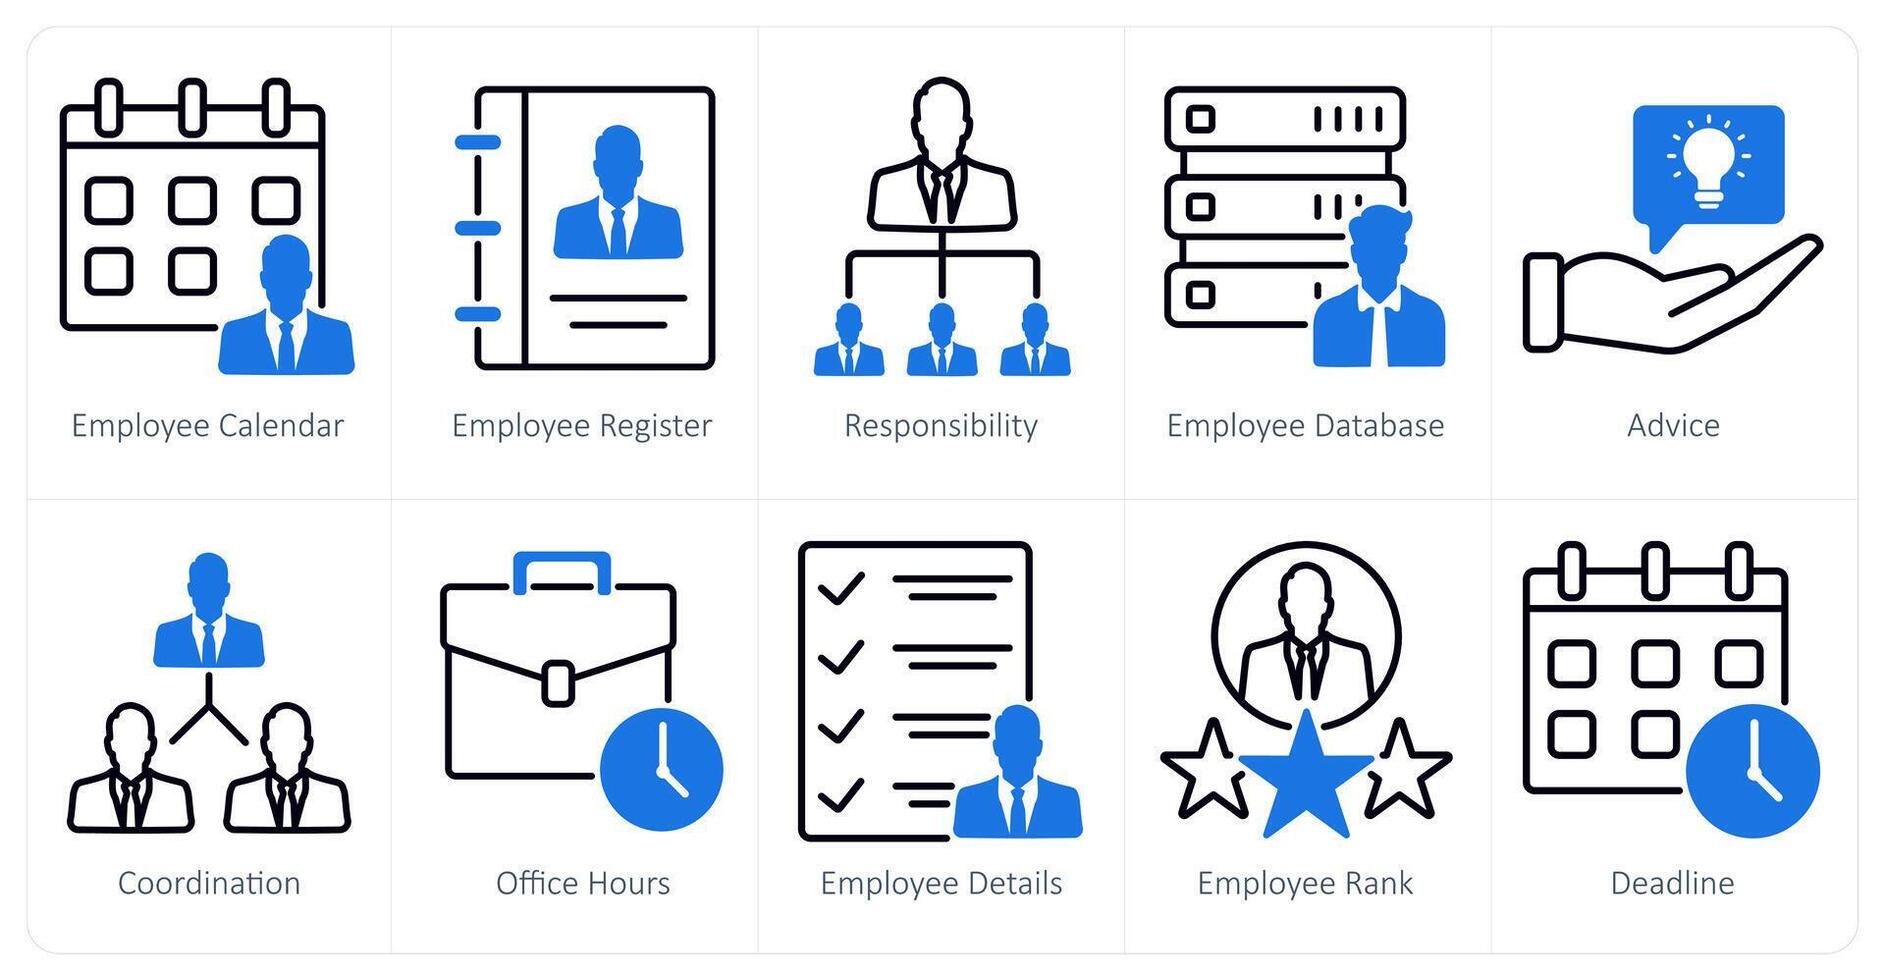 Employee Calendar
Employee Register
Responsibility
Employee Database
Advice
Coordination
Office Hours
Employee Details
Employee Rank
Deadline